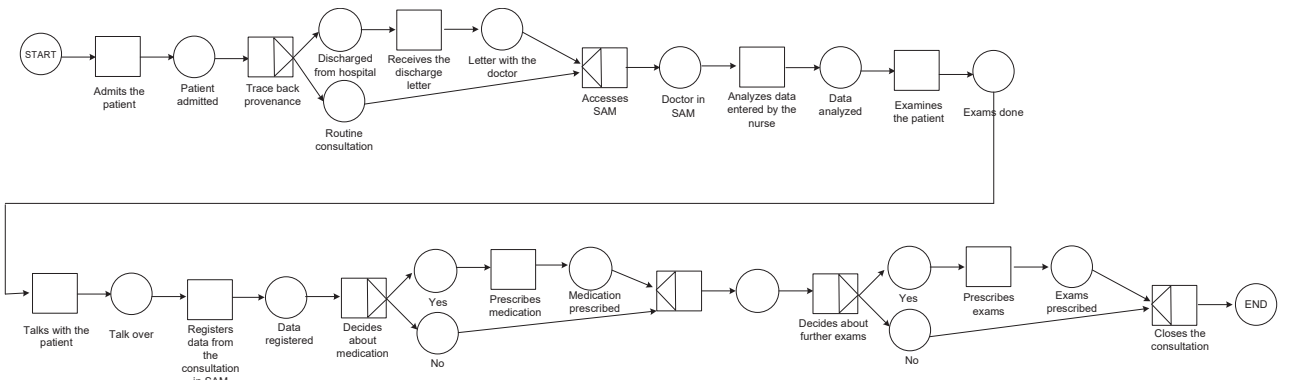 START
Admits the
patient
Patient
admitted
Trace back
provenance
Discharged
from hospital
Routine
consultation
Receives the
discharge
letter
Letter with the
doctor
Accesses
SAM
Doctor in
SAM
Analyzes data
entered by the
nurse
Data
analyzed
Examines
the patient
Exams done
Talks with the
patient
Talk over
Registers
data from
the
consultation
in SAM
Data
registered
Decides
about
medication
Yes
No
Prescribes
medication
Medication
prescribed
Decides about
further exams
Yes
No
Prescribes
exams
Exams
prescribed
Closes the
consultation
END